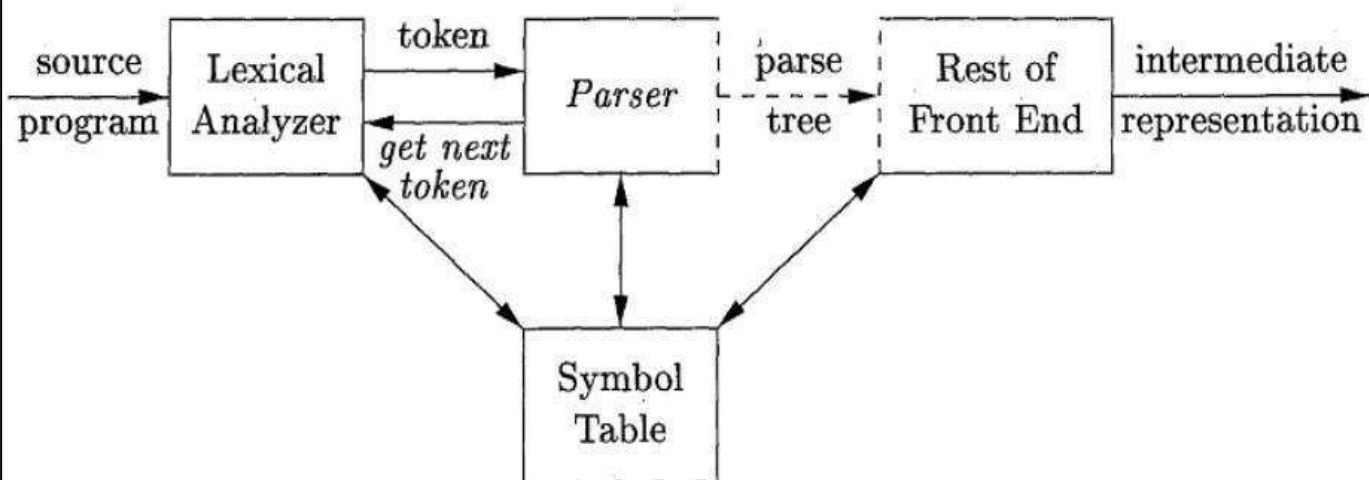 source
program
Lexical
Analyzer
token
get next
token
Parser
parse
tree
Rest of
Front End
intermediate
representation
Symbol
Table